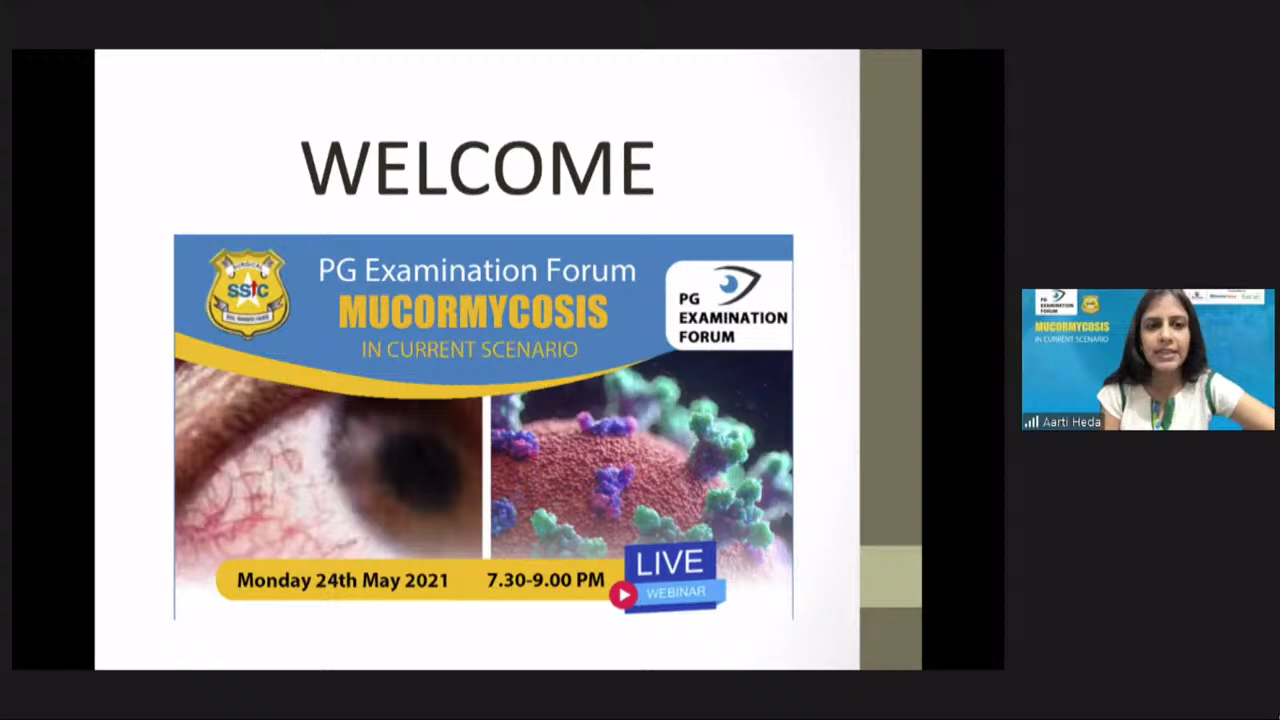 WELCOME
SURGICAL
SSTC
PG Examination Forum
MUCORMYCOSIS
IN CURRENT SCENARIO
PG
EXAMINATION
FORUM
Monday 24th May 2021 7.30-9.00 PM
LIVE
WEBINAR
PG
EXAMINATION
FORUM
MUCORMYCOSIS
IN CURRENT SCENARIO
Aarti Heda